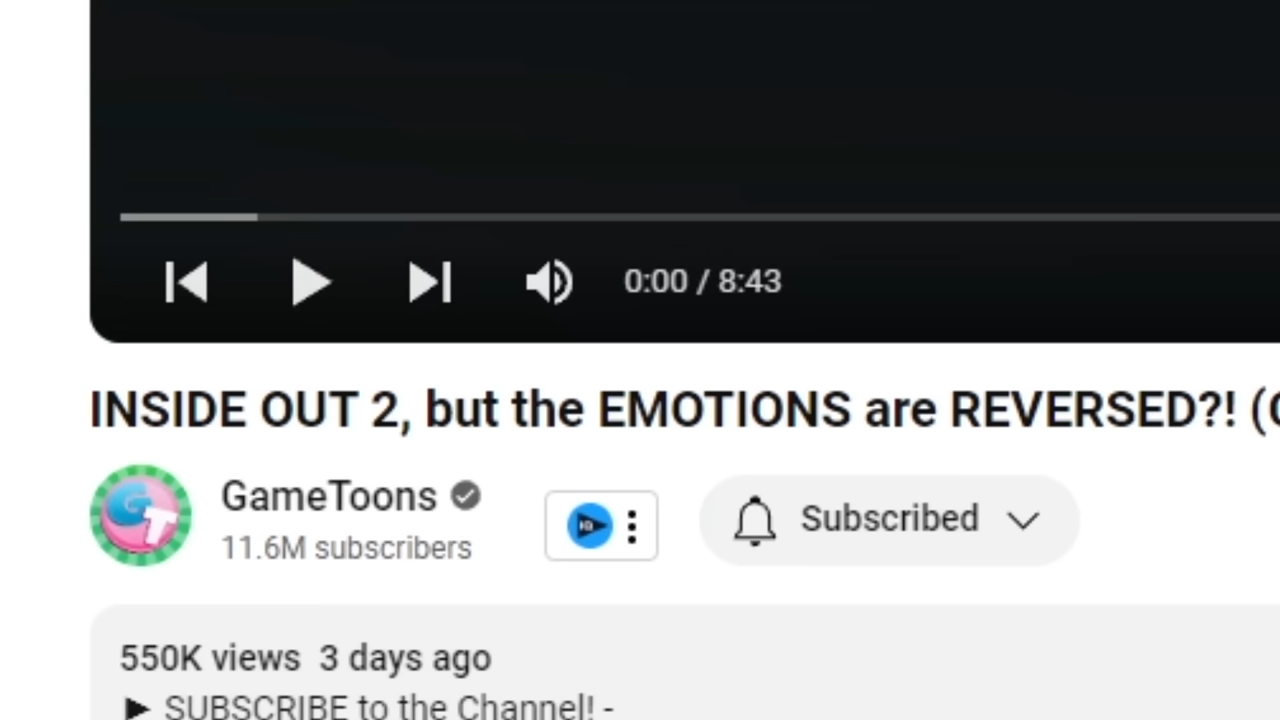 0:00 / 8:43
INSIDE OUT 2, but the EMOTIONS are REVERSED?! (
GT
GameToons
11.6M subscribers
Subscribed
550K views 3 days ago
► SUBSCRIBE to the Channel! -